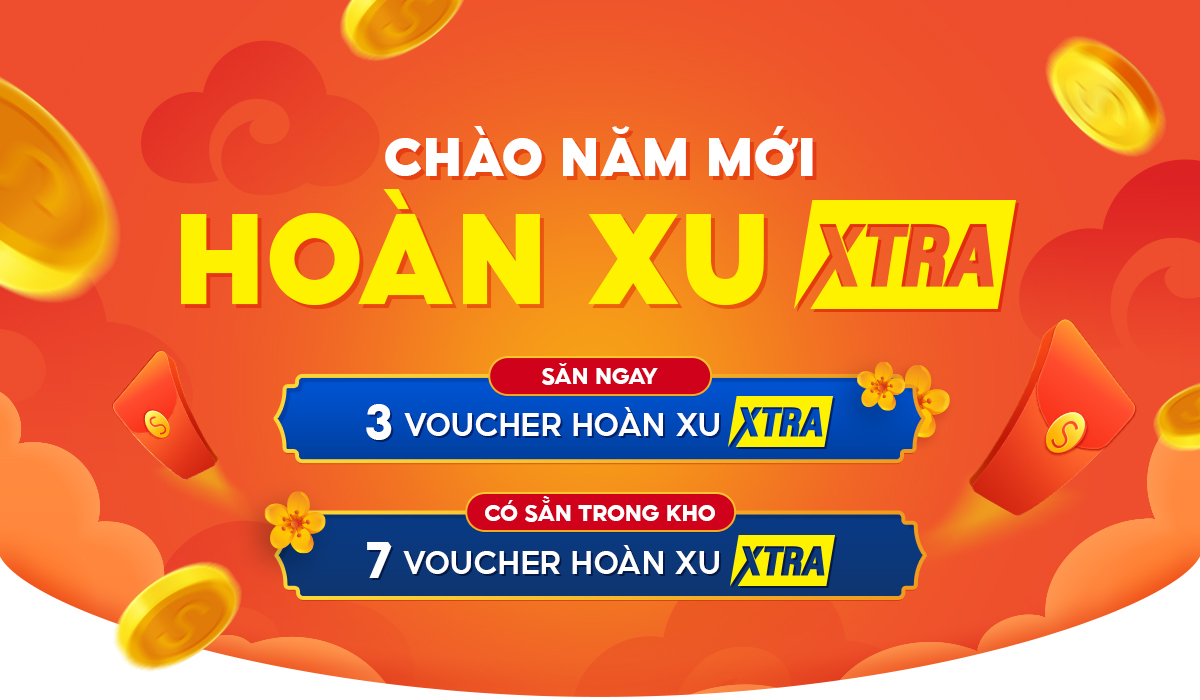 CHÀO NĂM MỚI
HOÀN XU XTRA
SĂN NGAY
3 VOUCHER HOÀN XU XTRA
CÓ SẴN TRONG KHO
7 VOUCHER HOÀN XU XTRA